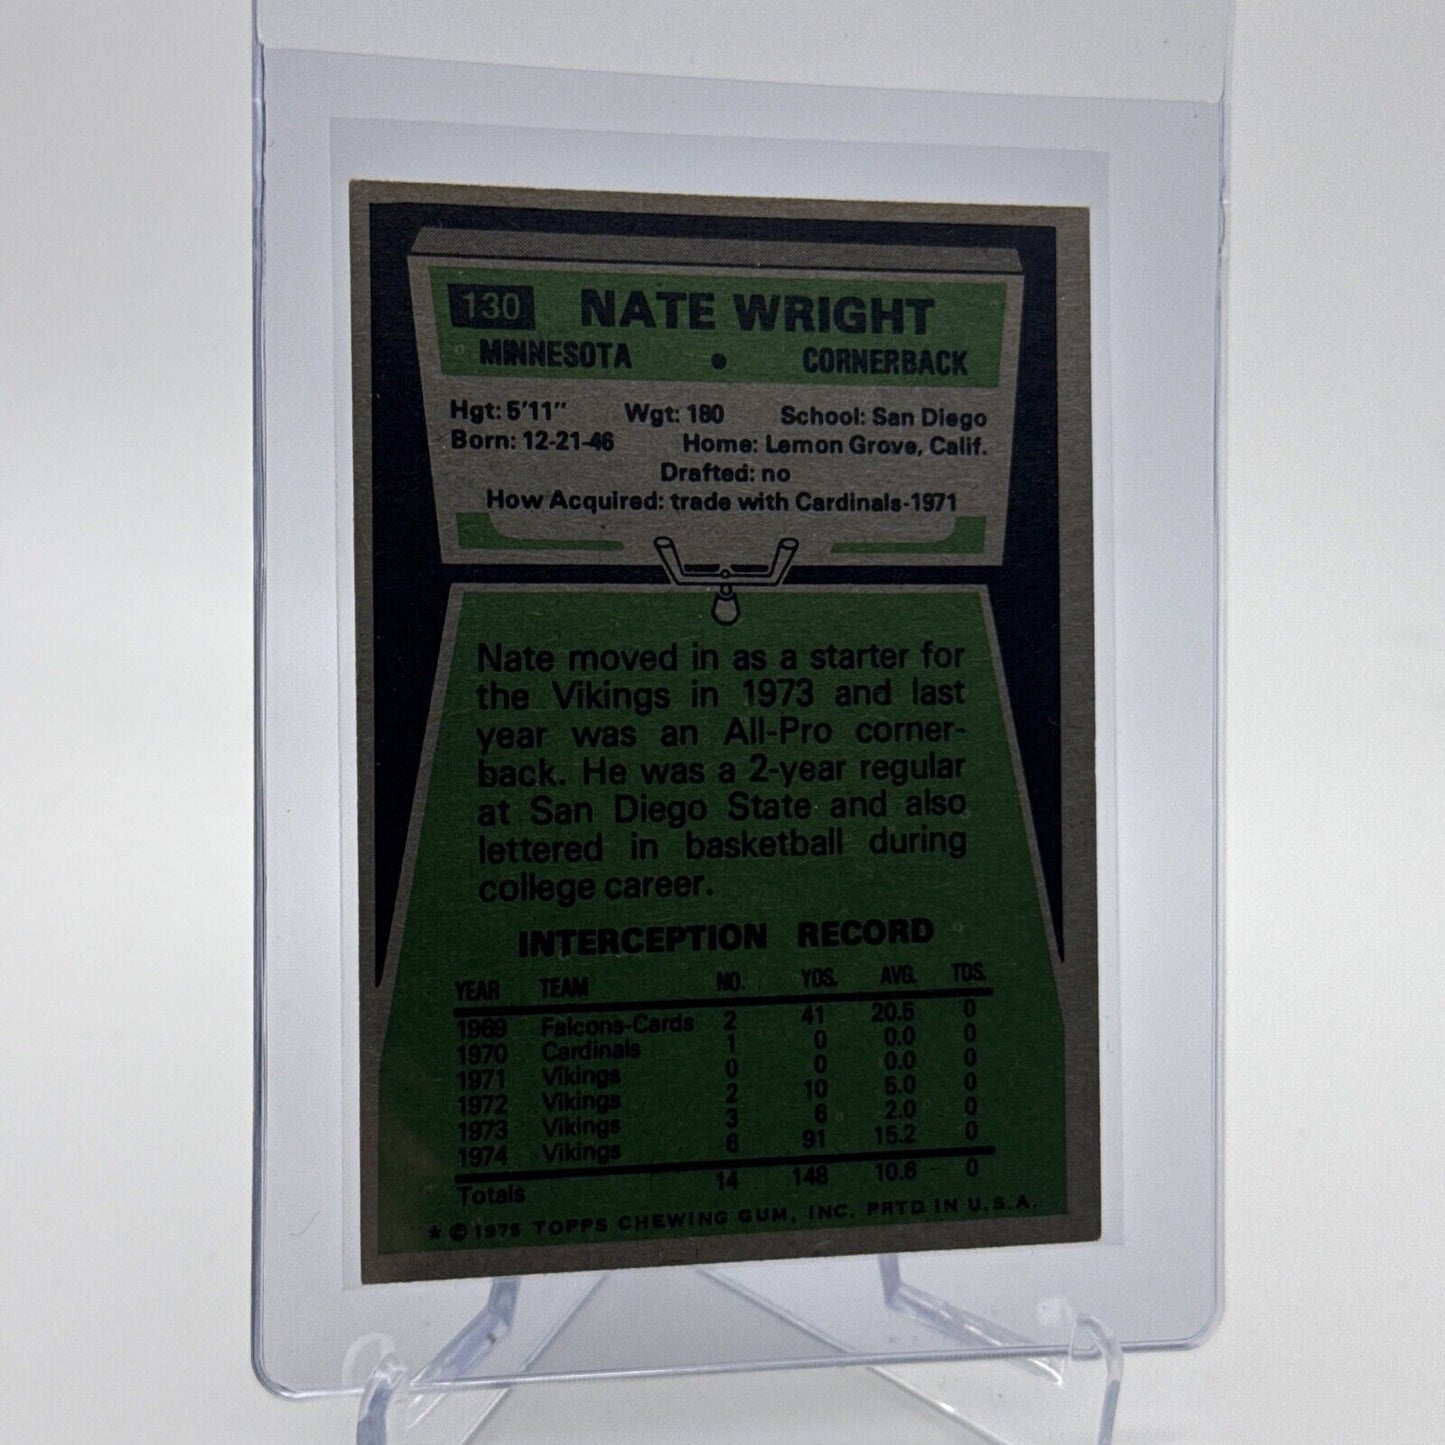 130 NATE WRIGHT
MINNESOTA • CORNERBACK
Hgt: 5'11" Wgt: 180 School: San Diego
Born: 12-21-46 Home: Lemon Grove, Calif.
Drafted: no
How Acquired: trade with Cardinals-1971
Nate moved in as a starter for
the Vikings in 1973 and last
year was an All-Pro corner-
back. He was a 2-year regular
at San Diego State and also
lettered in basketball during
college career.
INTERCEPTION RECORD
YEAR TEAM NO. YDS. AVG. TDS.
1969 Falcons-Cards 2 41 20.5 0
1970 Cardinals 1 0 0.0 0
1971 Vikings 0 0 0.0 0
1972 Vikings 2 10 5.0 0
1973 Vikings 3 6 2.0 0
1974 Vikings 6 91 15.2 0
Totals 14 148 10.6 0
* © 1975 TOPPS CHEWING GUM, INC. PRTD IN U.S.A.